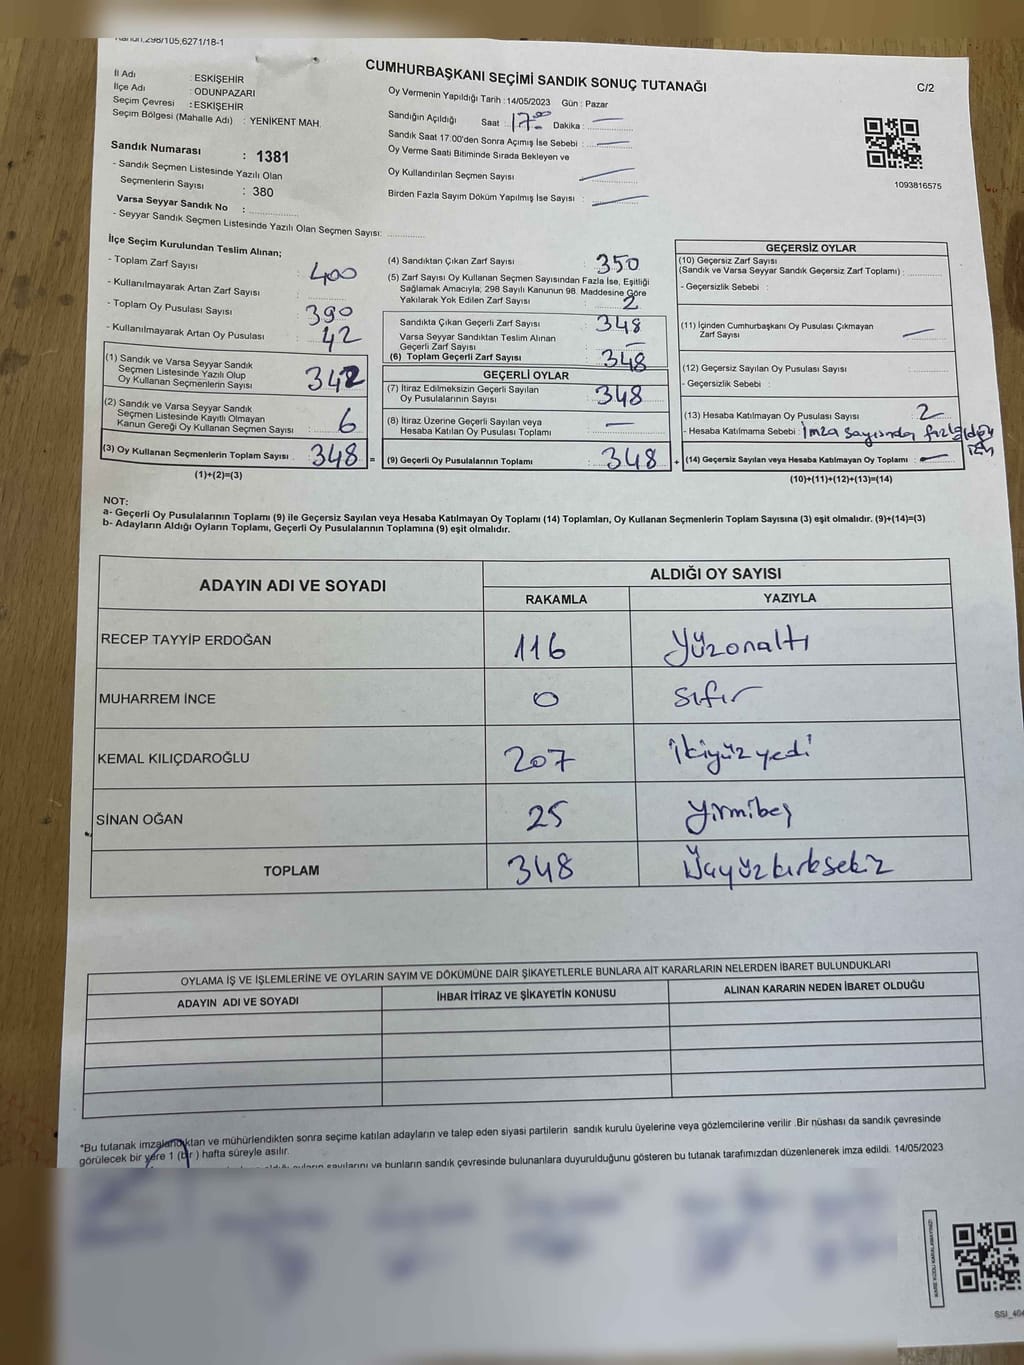 Kanun,298/105,6271/18-1
CUMHURBAŞKANI SEÇİMİ SANDIK SONUÇ TUTANAĞI
C/2
İl Adı : ESKİŞEHİR
İlçe Adı : ODUNPAZARI
Seçim Çevresi : ESKİŞEHİR
Seçim Bölgesi (Mahalle Adı) : YENİKENT MAH.
Sandık Numarası : 1381
- Sandık Seçmen Listesinde Yazılı Olan
Seçmenlerin Sayısı : 380
Varsa Seyyar Sandık No :
- Seyyar Sandık Seçmen Listesinde Yazılı Olan Seçmen Sayısı:
Oy Vermenin Yapıldığı Tarih : 14/05/2023 Gün : Pazar
Sandığın Açıldığı Saat : 17:00 Dakika : —
Sandık Saat 17:00'den Sonra Açımış İse Sebebi : —
Oy Verme Saati Bitiminde Sırada Bekleyen ve
Oy Kullandırılan Seçmen Sayısı —
Birden Fazla Sayım Döküm Yapılmış İse Sayısı : —
1093816575
İlçe Seçim Kurulundan Teslim Alınan;
- Toplam Zarf Sayısı : 400
- Kullanılmayarak Artan Zarf Sayısı :
- Toplam Oy Pusulası Sayısı : 390
- Kullanılmayarak Artan Oy Pusulası : 42
(1) Sandık ve Varsa Seyyar Sandık
Seçmen Listesinde Yazılı Olup
Oy Kullanan Seçmenlerin Sayısı : 342
(2) Sandık ve Varsa Seyyar Sandık
Seçmen Listesinde Kayıtlı Olmayan
Kanun Gereği Oy Kullanan Seçmen Sayısı : 6
(3) Oy Kullanan Seçmenlerin Toplam Sayısı : 348 =
(1)+(2)=(3)
(4) Sandıktan Çıkan Zarf Sayısı : 350
(5) Zarf Sayısı Oy Kullanan Seçmen Sayısından Fazla İse, Eşitliği
Sağlamak Amacıyla; 298 Sayılı Kanunun 98. Maddesine Göre
Yakılarak Yok Edilen Zarf Sayısı : 2
Sandıkta Çıkan Geçerli Zarf Sayısı : 348
Varsa Seyyar Sandıktan Teslim Alınan
Geçerli Zarf Sayısı : —
(6) Toplam Geçerli Zarf Sayısı : 348
GEÇERLİ OYLAR
(7) İtiraz Edilmeksizin Geçerli Sayılan
Oy Pusulalarının Sayısı : 348
(8) İtiraz Üzerine Geçerli Sayılan veya
Hesaba Katılan Oy Pusulası Toplamı : —
(9) Geçerli Oy Pusulalarının Toplamı : 348 +
GEÇERSİZ OYLAR
(10) Geçersiz Zarf Sayısı
(Sandık ve Varsa Seyyar Sandık Geçersiz Zarf Toplamı) :
- Geçersizlik Sebebi :
(11) İçinden Cumhurbaşkanı Oy Pusulası Çıkmayan
Zarf Sayısı : —
(12) Geçersiz Sayılan Oy Pusulası Sayısı :
- Geçersizlik Sebebi :
(13) Hesaba Katılmayan Oy Pusulası Sayısı : 2
- Hesaba Katılmama Sebebi : İmza sayısından fazla
(14) Geçersiz Sayılan veya Hesaba Katılmayan Oy Toplamı : —
(10)+(11)+(12)+(13)=(14)
NOT:
a- Geçerli Oy Pusulalarının Toplamı (9) ile Geçersiz Sayılan veya Hesaba Katılmayan Oy Toplamı (14) Toplamları, Oy Kullanan Seçmenlerin Toplam Sayısına (3) eşit olmalıdır. (9)+(14)=(3)
b- Adayların Aldığı Oyların Toplamı, Geçerli Oy Pusulalarının Toplamına (9) eşit olmalıdır.
ADAYIN ADI VE SOYADI ALDIĞI OY SAYISI
RAKAMLA YAZIYLA
RECEP TAYYİP ERDOĞAN 116 Yüzonaltı
MUHARREM İNCE 0 sıfır
KEMAL KILIÇDAROĞLU 207 ikiyüzyedi
SİNAN OĞAN 25 yirmibeş
TOPLAM 348 Üçyüzkırksekiz
OYLAMA İŞ VE İŞLEMLERİNE VE OYLARIN SAYIM VE DÖKÜMÜNE DAİR ŞİKAYETLERLE BUNLARA AİT KARARLARIN NELERDEN İBARET BULUNDUKLARI
ADAYIN ADI VE SOYADI İHBAR İTİRAZ VE ŞİKAYETİN KONUSU ALINAN KARARIN NEDEN İBARET OLDUĞU
*Bu tutanak imzalandıktan ve mühürlendikten sonra seçime katılan adayların ve talep eden siyasi partilerin sandık kurulu üyelerine veya gözlemcilerine verilir .Bir nüshası da sandık çevresinde
görülecek bir yere 1 (bir ) hafta süreyle asılır.
oyların sayılarını ve bunların sandık çevresinde bulunanlara duyurulduğunu gösteren bu tutanak tarafımızdan düzenlenerek imza edildi. 14/05/2023
KARE KODU KARALAMAYINIZ!